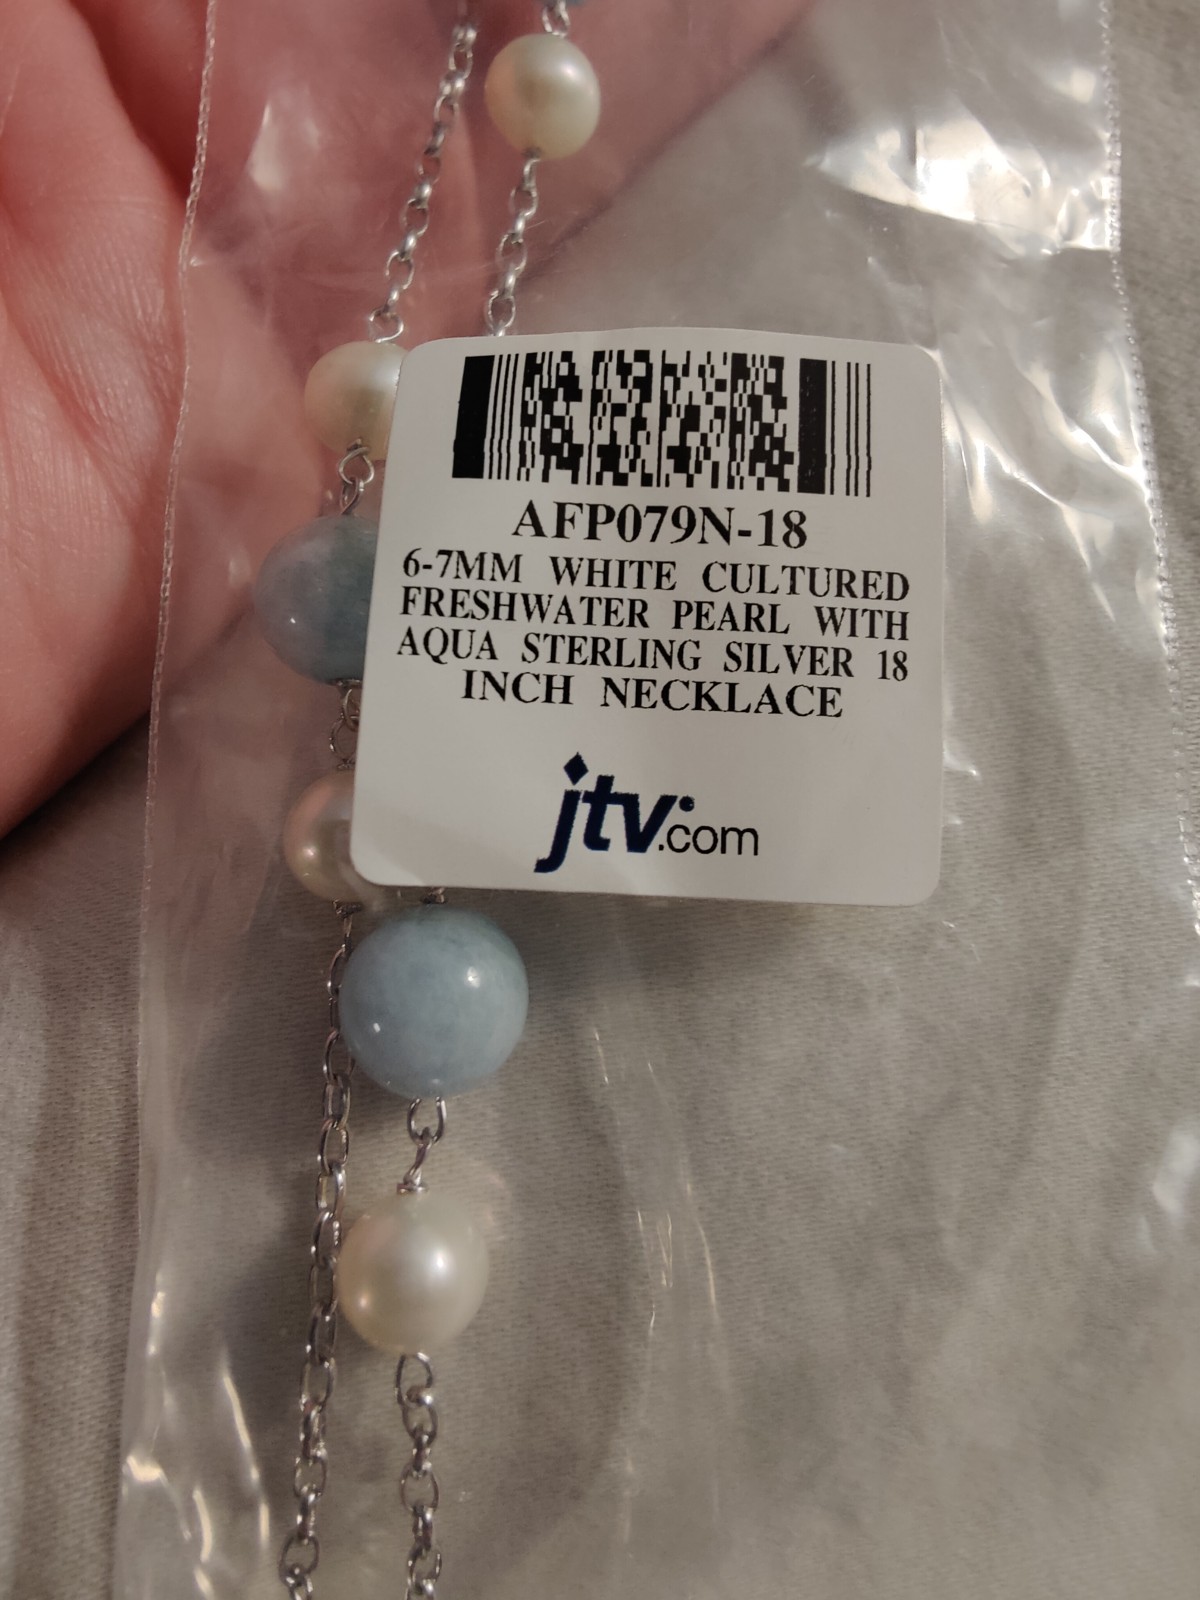 AFP079N-18
6-7MM WHITE CULTURED
FRESHWATER PEARL WITH
AQUA STERLING SILVER 18
INCH NECKLACE
jtv.com